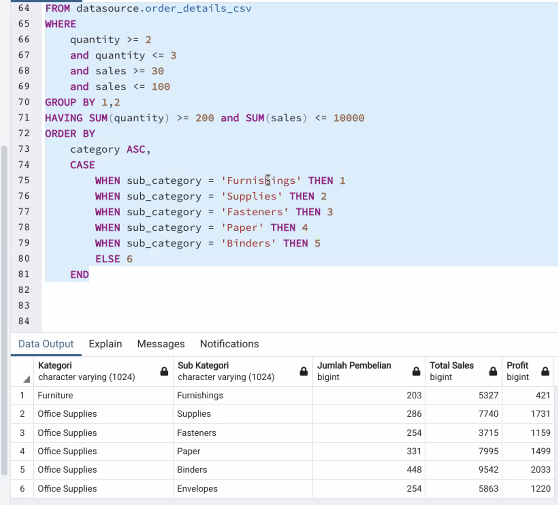 64 FROM datasource.order_details_csv
65 WHERE
66 quantity >= 2
67 and quantity <= 3
68 and sales >= 30
69 and sales <= 100
70 GROUP BY 1,2
71 HAVING SUM(quantity) >= 200 and SUM(sales) <= 10000
72 ORDER BY
73 category ASC,
74 CASE
75 WHEN sub_category = 'Furnishings' THEN 1
76 WHEN sub_category = 'Supplies' THEN 2
77 WHEN sub_category = 'Fasteners' THEN 3
78 WHEN sub_category = 'Paper' THEN 4
79 WHEN sub_category = 'Binders' THEN 5
80 ELSE 6
81 END
82
83
84
Data Output Explain Messages Notifications
Kategori Sub Kategori Jumlah Pembelian Total Sales Profit
character varying (1024) character varying (1024) bigint bigint bigint
1 Furniture Furnishings 203 5327 421
2 Office Supplies Supplies 286 7740 1731
3 Office Supplies Fasteners 254 3715 1159
4 Office Supplies Paper 331 7995 1499
5 Office Supplies Binders 448 9542 2033
6 Office Supplies Envelopes 254 5863 1220